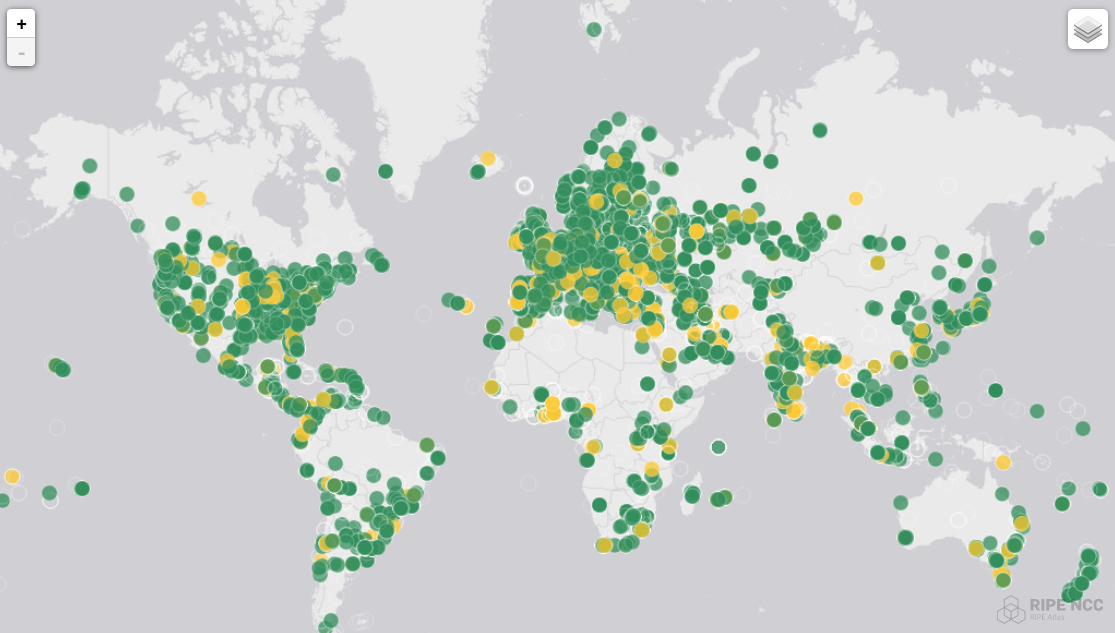 +
-
RIPE NCC
RIPE Atlas